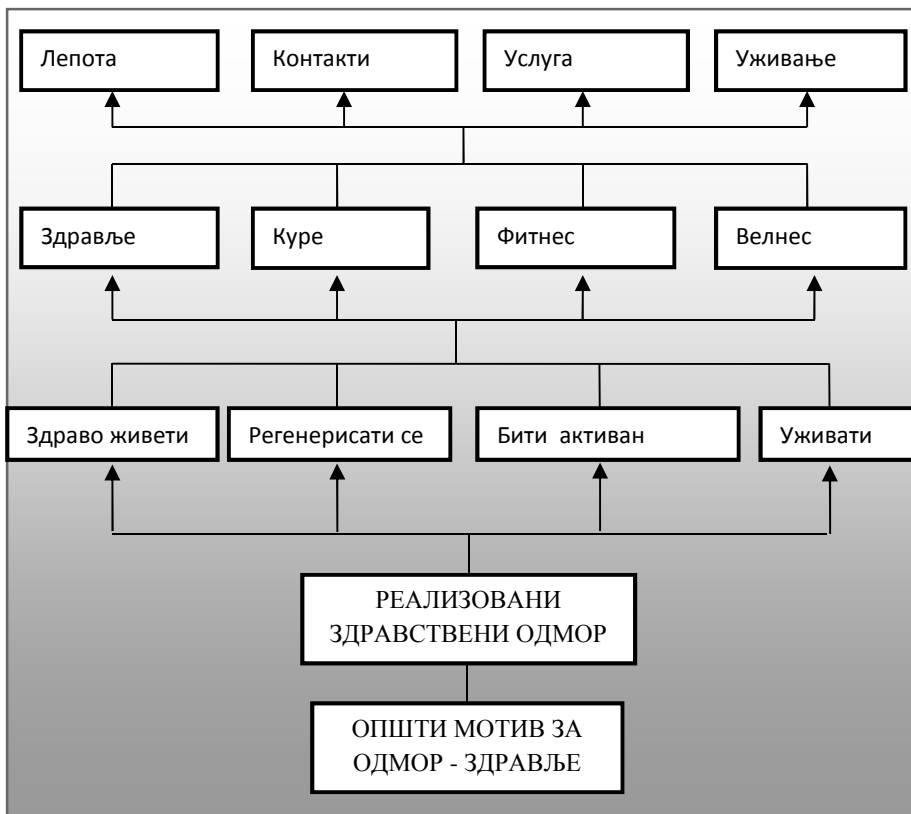 Лепота
Контакти
Услуга
Уживање
Здравље
Куре
Фитнес
Велнес
Здраво живети
Регенерисати се
Бити активан
Уживати
РЕАЛИЗОВАНИ
ЗДРАВСТВЕНИ ОДМОР
ОПШТИ МОТИВ ЗА
ОДМОР - ЗДРАВЉЕ